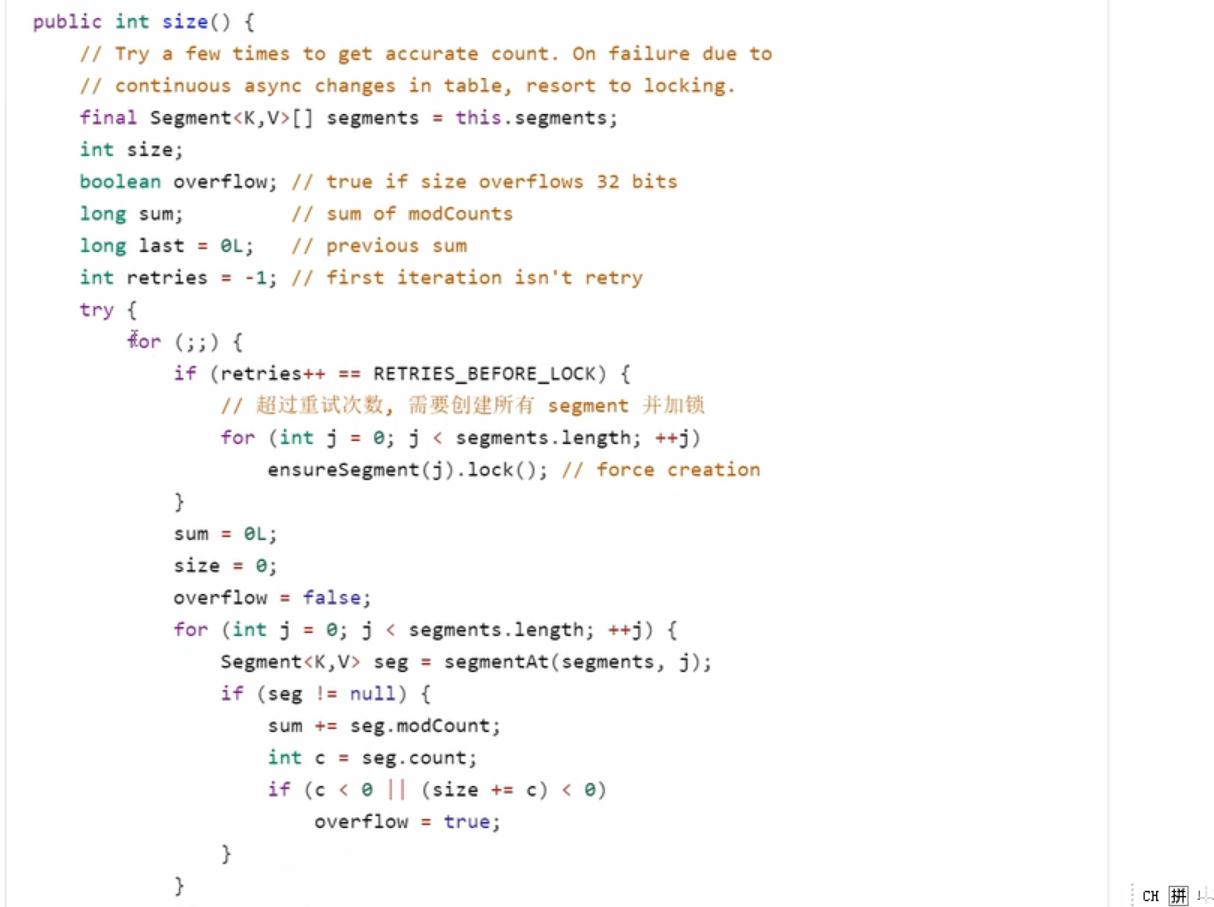 public int size() {
    // Try a few times to get accurate count. On failure due to
    // continuous async changes in table, resort to locking.
    final Segment<K,V>[] segments = this.segments;
    int size;
    boolean overflow; // true if size overflows 32 bits
    long sum;         // sum of modCounts
    long last = 0L;   // previous sum
    int retries = -1; // first iteration isn't retry
    try {
        for (;;) {
            if (retries++ == RETRIES_BEFORE_LOCK) {
                // 超过重试次数, 需要创建所有 segment 并加锁
                for (int j = 0; j < segments.length; ++j)
                    ensureSegment(j).lock(); // force creation
            }
            sum = 0L;
            size = 0;
            overflow = false;
            for (int j = 0; j < segments.length; ++j) {
                Segment<K,V> seg = segmentAt(segments, j);
                if (seg != null) {
                    sum += seg.modCount;
                    int c = seg.count;
                    if (c < 0 || (size += c) < 0)
                        overflow = true;
                }
            }
CH 拼